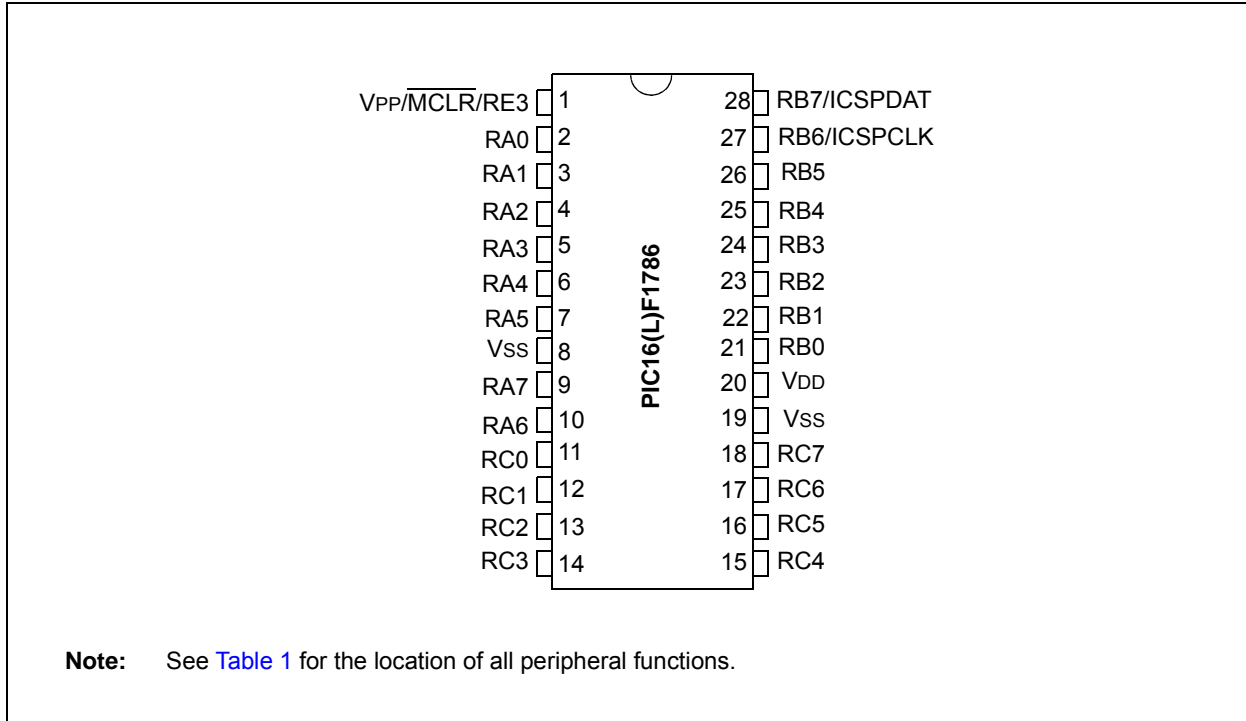 VPP/MCLR/RE3 1 28 RB7/ICSPDAT
RA0 2 27 RB6/ICSPCLK
RA1 3 26 RB5
RA2 4 25 RB4
RA3 5 24 RB3
RA4 6 23 RB2
RA5 7 22 RB1
VSS 8 21 RB0
RA7 9 20 VDD
RA6 10 19 VSS
RC0 11 18 RC7
RC1 12 17 RC6
RC2 13 16 RC5
RC3 14 15 RC4
PIC16(L)F1786
Note: See Table 1 for the location of all peripheral functions.